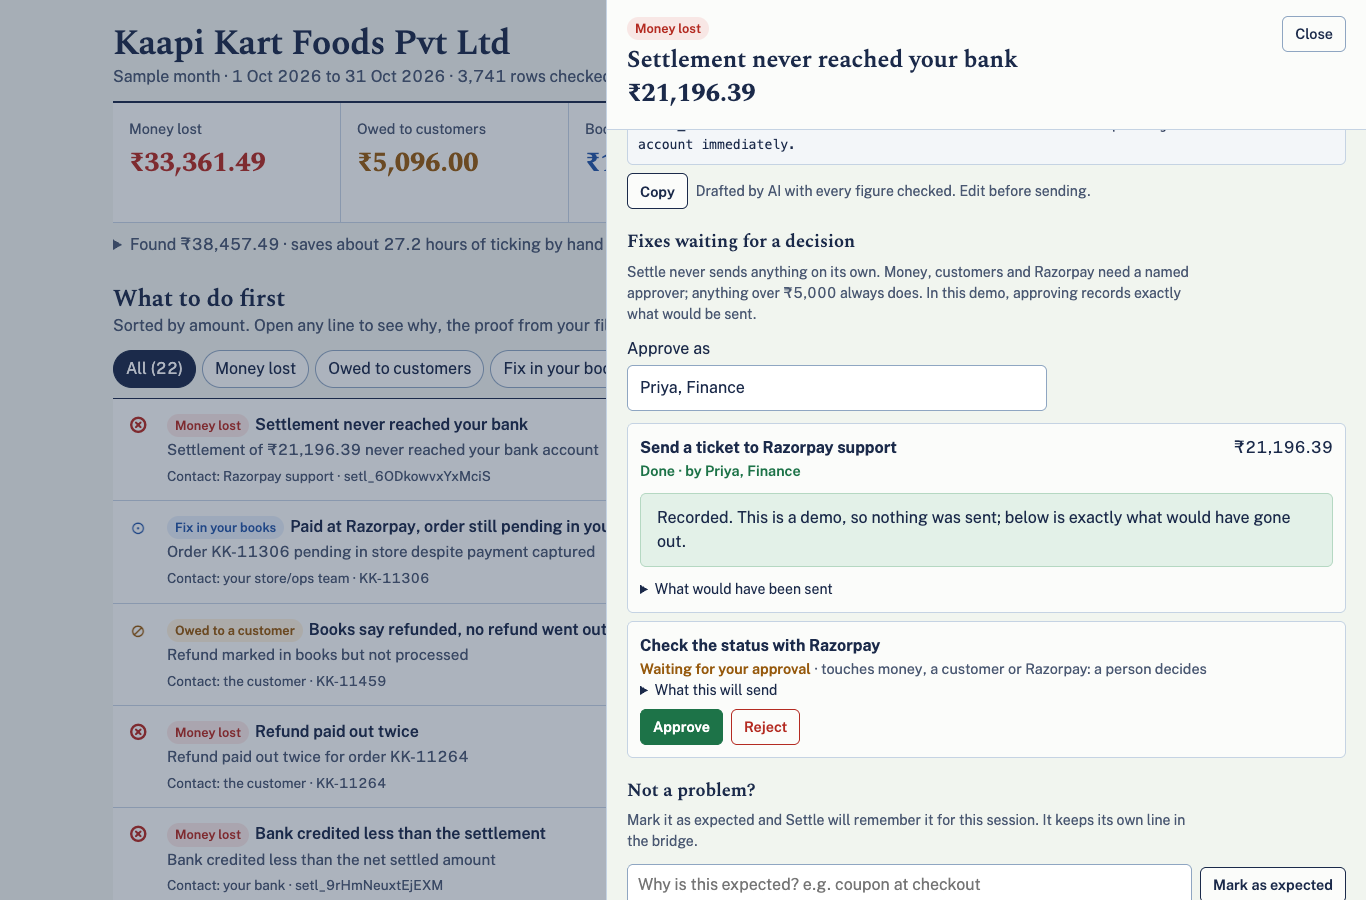 Kaapi Kart Foods Pvt Ltd
Sample month · 1 Oct 2026 to 31 Oct 2026 · 3,741 rows checked
Money lost
₹33,361.49
Owed to customers
₹5,096.00
Found ₹38,457.49 · saves about 27.2 hours of ticking by hand
What to do first
Sorted by amount. Open any line to see why, the proof from your
All (22)
Money lost
Owed to customers
Fix in your
Money lost Settlement never reached your bank
Settlement of ₹21,196.39 never reached your bank account
Contact: Razorpay support · setl_6ODkowvxYxMciS
Fix in your books Paid at Razorpay, order still pending in
Order KK-11306 pending in store despite payment captured
Contact: your store/ops team · KK-11306
Owed to a customer Books say refunded, no refund went out
Refund marked in books but not processed
Contact: the customer · KK-11459
Money lost Refund paid out twice
Refund paid out twice for order KK-11264
Contact: the customer · KK-11264
Money lost Bank credited less than the settlement
Bank credited less than the net settled amount
Contact: your bank · setl_9rHmNeuxtEjEXM
Money lost
Close
Settlement never reached your bank
₹21,196.39
account immediately.
Copy
Drafted by AI with every figure checked. Edit before sending.
Fixes waiting for a decision
Settle never sends anything on its own. Money, customers and Razorpay need a named
approver; anything over ₹5,000 always does. In this demo, approving records exactly
what would be sent.
Approve as
Priya, Finance
Send a ticket to Razorpay support
₹21,196.39
Done · by Priya, Finance
Recorded. This is a demo, so nothing was sent; below is exactly what would have gone
out.
What would have been sent
Check the status with Razorpay
Waiting for your approval · touches money, a customer or Razorpay: a person decides
What this will send
Approve
Reject
Not a problem?
Mark it as expected and Settle will remember it for this session. It keeps its own line in
the bridge.
Why is this expected? e.g. coupon at checkout
Mark as expected